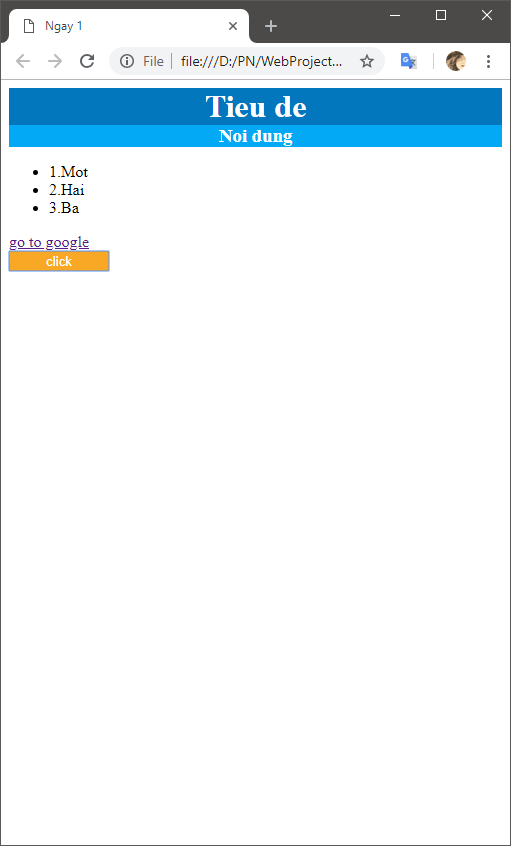 Ngay 1
File file:///D:/PN/WebProject...
Tieu de
Noi dung
1.Mot
2.Hai
3.Ba
go to google
click